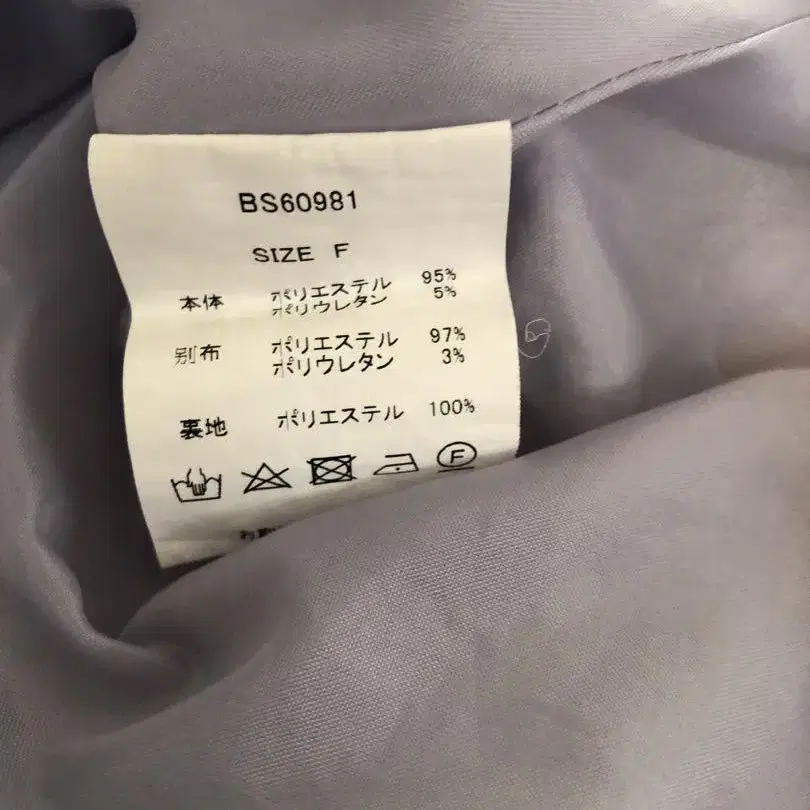 BS60981
SIZE F
本体 ポリエステル 95%
ポリウレタン 5%
別布 ポリエステル 97%
ポリウレタン 3%
裏地 ポリエステル 100%
F